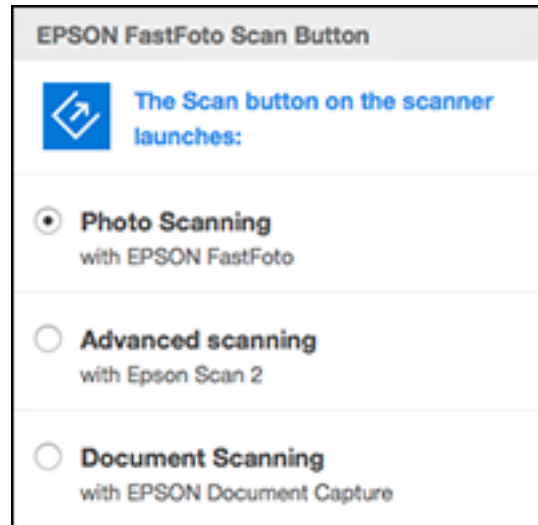 EPSON FastFoto Scan Button
The Scan button on the scanner
launches:
Photo Scanning
with EPSON FastFoto
Advanced scanning
with Epson Scan 2
Document Scanning
with EPSON Document Capture